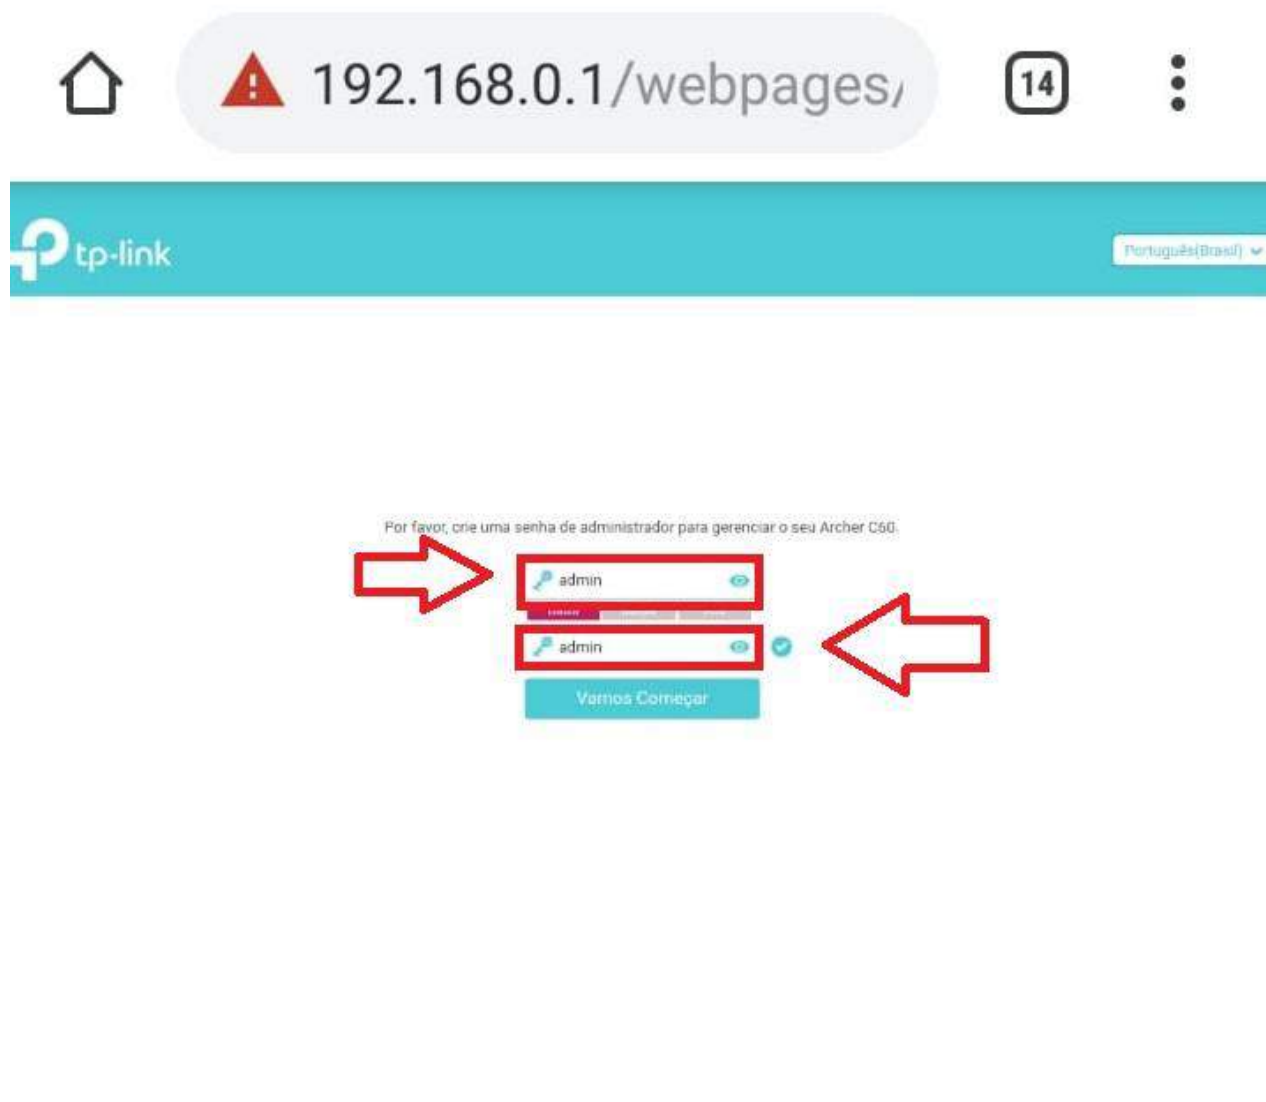 192.168.0.1/webpages/
14
tp-link
Português(Brasil)
Por favor, crie uma senha de administrador para gerenciar o seu Archer C60.
admin
admin
Vamos Começar